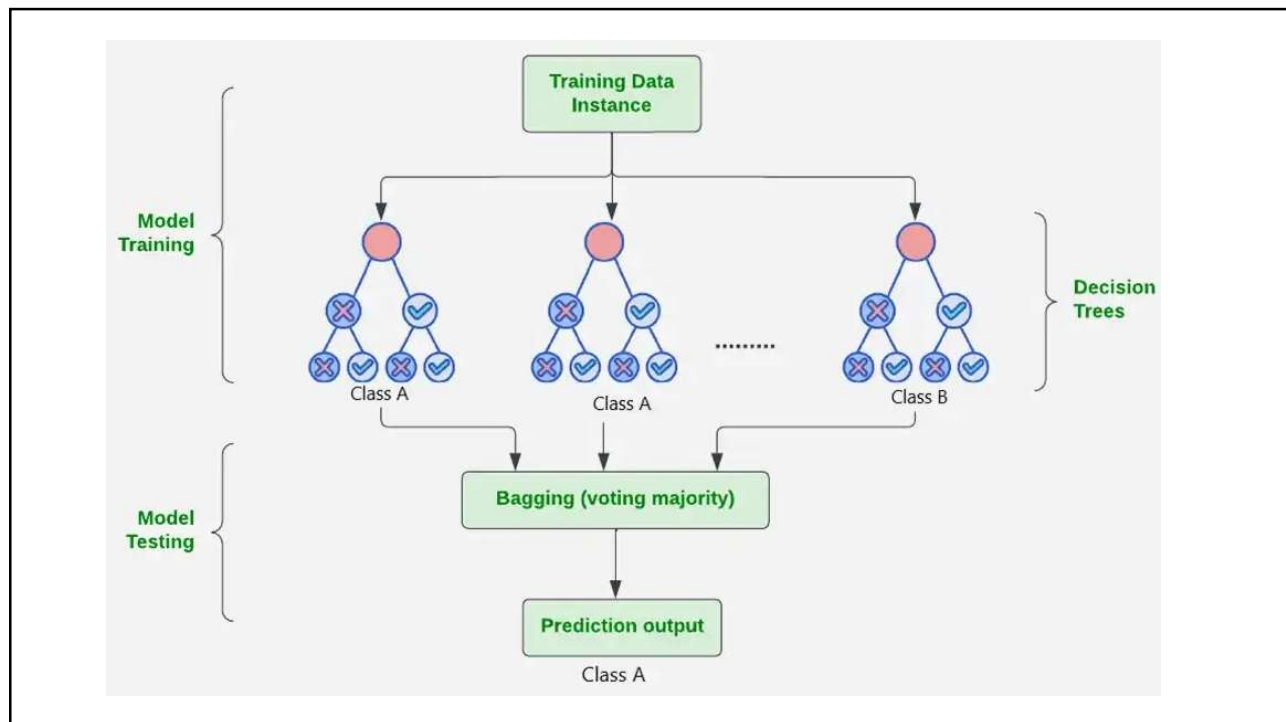 Training Data
Instance
Model
Training
Decision
Trees
.........
Class A
Class A
Class B
Bagging (voting majority)
Model
Testing
Prediction output
Class A